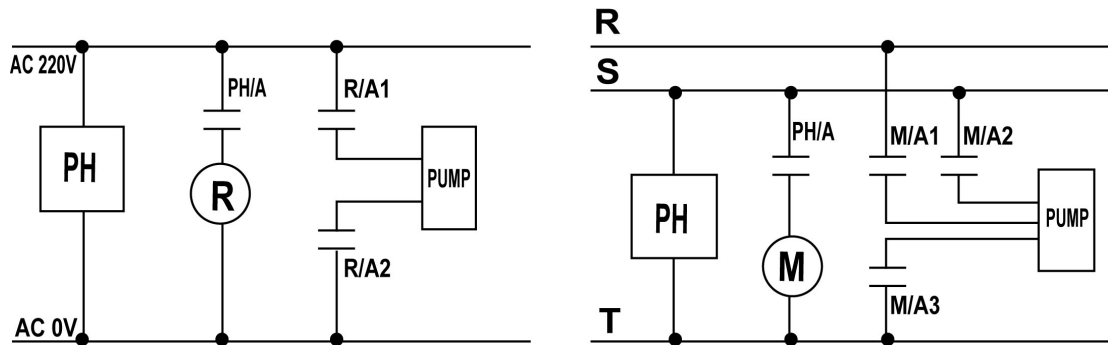 AC 220V
PH/A
R/A1
PH
R
PUMP
R/A2
AC 0V
R
S
PH/A
M/A1
M/A2
PH
PUMP
M
M/A3
T